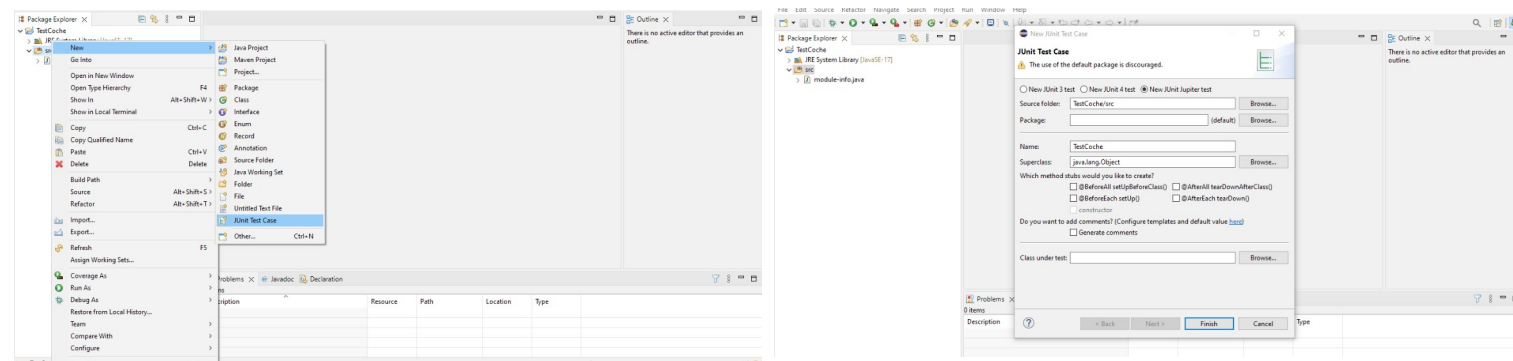 Package Explorer
TestCoche
JRE System Library [JavaSE-17]
New
Go Into
Open in New Window
Open Type Hierarchy F4
Show In Alt+Shift+W >
Show in Local Terminal >
Copy Ctrl+C
Copy Qualified Name
Paste Ctrl+V
Delete Delete
Build Path >
Source Alt+Shift+S >
Refactor Alt+Shift+T >
Import...
Export...
Refresh F5
Assign Working Sets...
Coverage As >
Run As >
Debug As >
Restore from Local History...
Team >
Compare With >
Configure >
Java Project
Maven Project
Project...
Package
Class
Interface
Enum
Record
Annotation
Source Folder
Java Working Set
Folder
File
Untitled Text File
JUnit Test Case
Other... Ctrl+N
Outline
There is no active editor that provides an
outline.
Problems Javadoc Declaration
Resource Path Location Type
File Edit Source Refactor Navigate Search Project Run Window Help
Package Explorer
TestCoche
JRE System Library [JavaSE-17]
src
module-info.java
New JUnit Test Case
JUnit Test Case
The use of the default package is discouraged.
New JUnit 3 test New JUnit 4 test New JUnit Jupiter test
Source folder: TestCoche/src Browse...
Package: (default) Browse...
Name: TestCoche
Superclass: java.lang.Object Browse...
Which method stubs would you like to create?
@BeforeAll setUpBeforeClass() @AfterAll tearDownAfterClass()
@BeforeEach setUp() @AfterEach tearDown()
constructor
Do you want to add comments? (Configure templates and default value here)
Generate comments
Class under test: Browse...
< Back Next > Finish Cancel
Outline
There is no active editor that provides an
outline.
Problems
0 items
Description Type